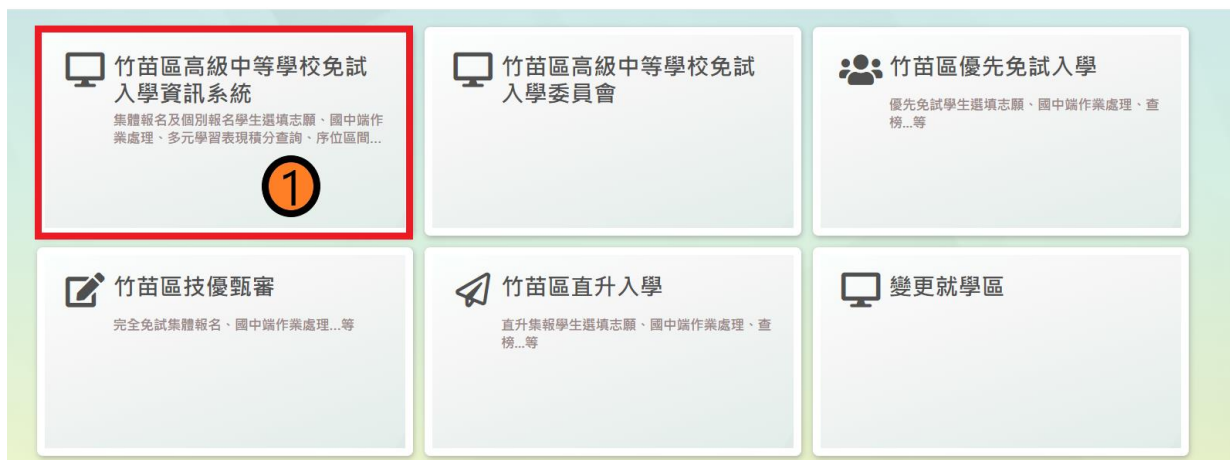 竹苗區高級中等學校免試
入學資訊系統
集體報名及個別報名學生選填志願、國中端作
業處理、多元學習表現積分查詢、序位區間...
1
竹苗區高級中等學校免試
入學委員會
竹苗區優先免試入學
優先免試學生選填志願、國中端作業處理、查
榜...等
竹苗區技優甄審
完全免試集體報名、國中端作業處理...等
竹苗區直升入學
直升集報學生選填志願、國中端作業處理、查
榜...等
變更就學區